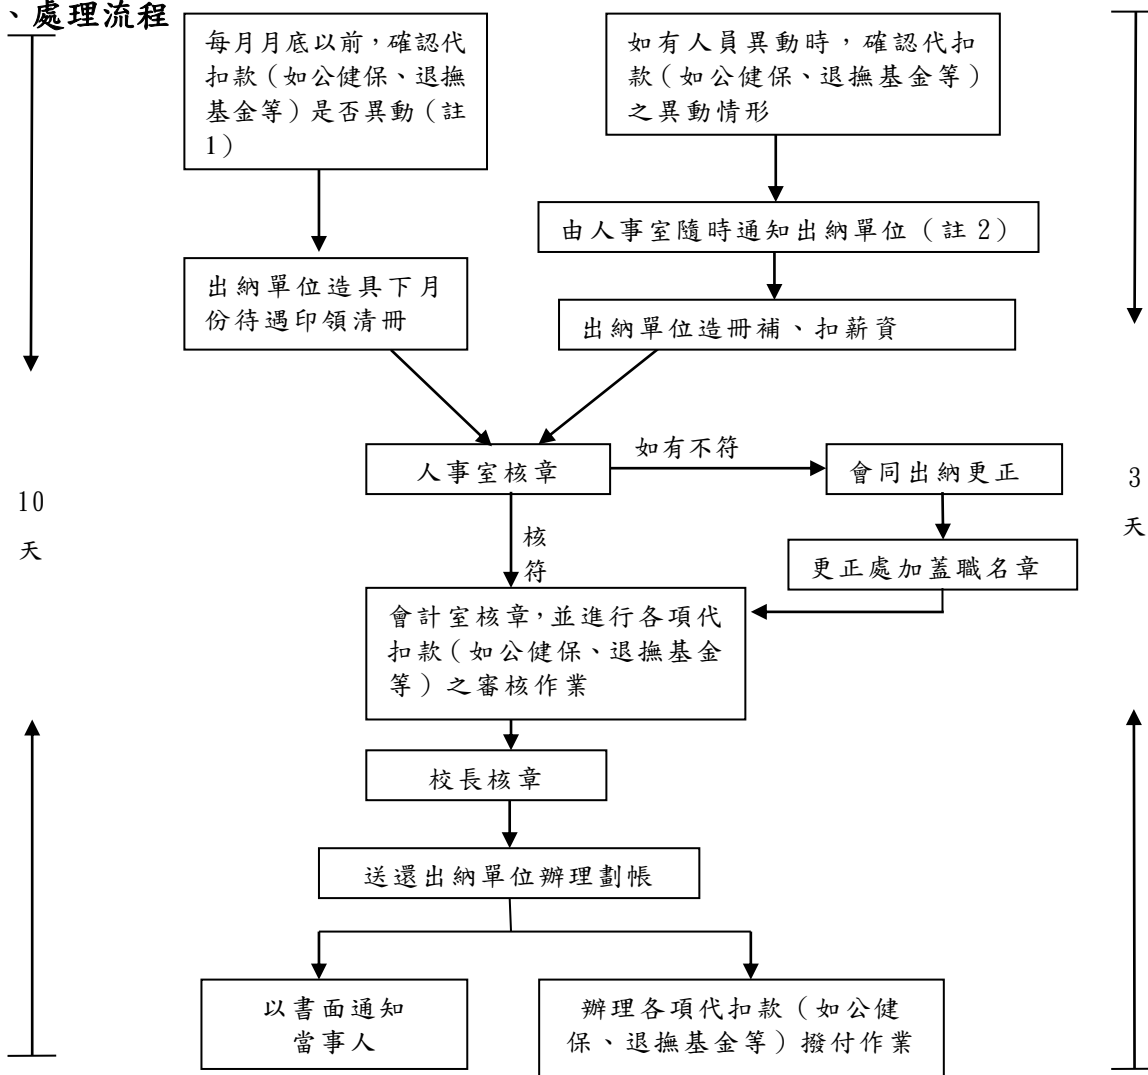 、處理流程
每月月底以前，確認代
扣款（如公健保、退撫
基金等）是否異動（註
1）
如有人員異動時，確認代扣
款（如公健保、退撫基金等）
之異動情形
由人事室隨時通知出納單位（註 2）
出納單位造具下月
份待遇印領清冊
出納單位造冊補、扣薪資
人事室核章
如有不符
會同出納更正
10
天
3
天
核
符
更正處加蓋職名章
會計室核章，並進行各項代
扣款（如公健保、退撫基金
等）之審核作業
校長核章
送還出納單位辦理劃帳
以書面通知
當事人
辦理各項代扣款（如公健
保、退撫基金等）撥付作業